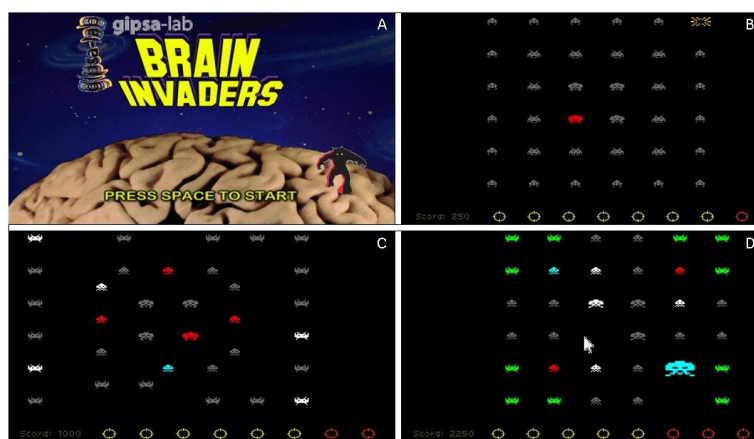 gipsa-lab
A
BRAIN
INVADERS
PRESS SPACE TO START
B
Score: 250
C
Score: 1000
D
Score: 2250